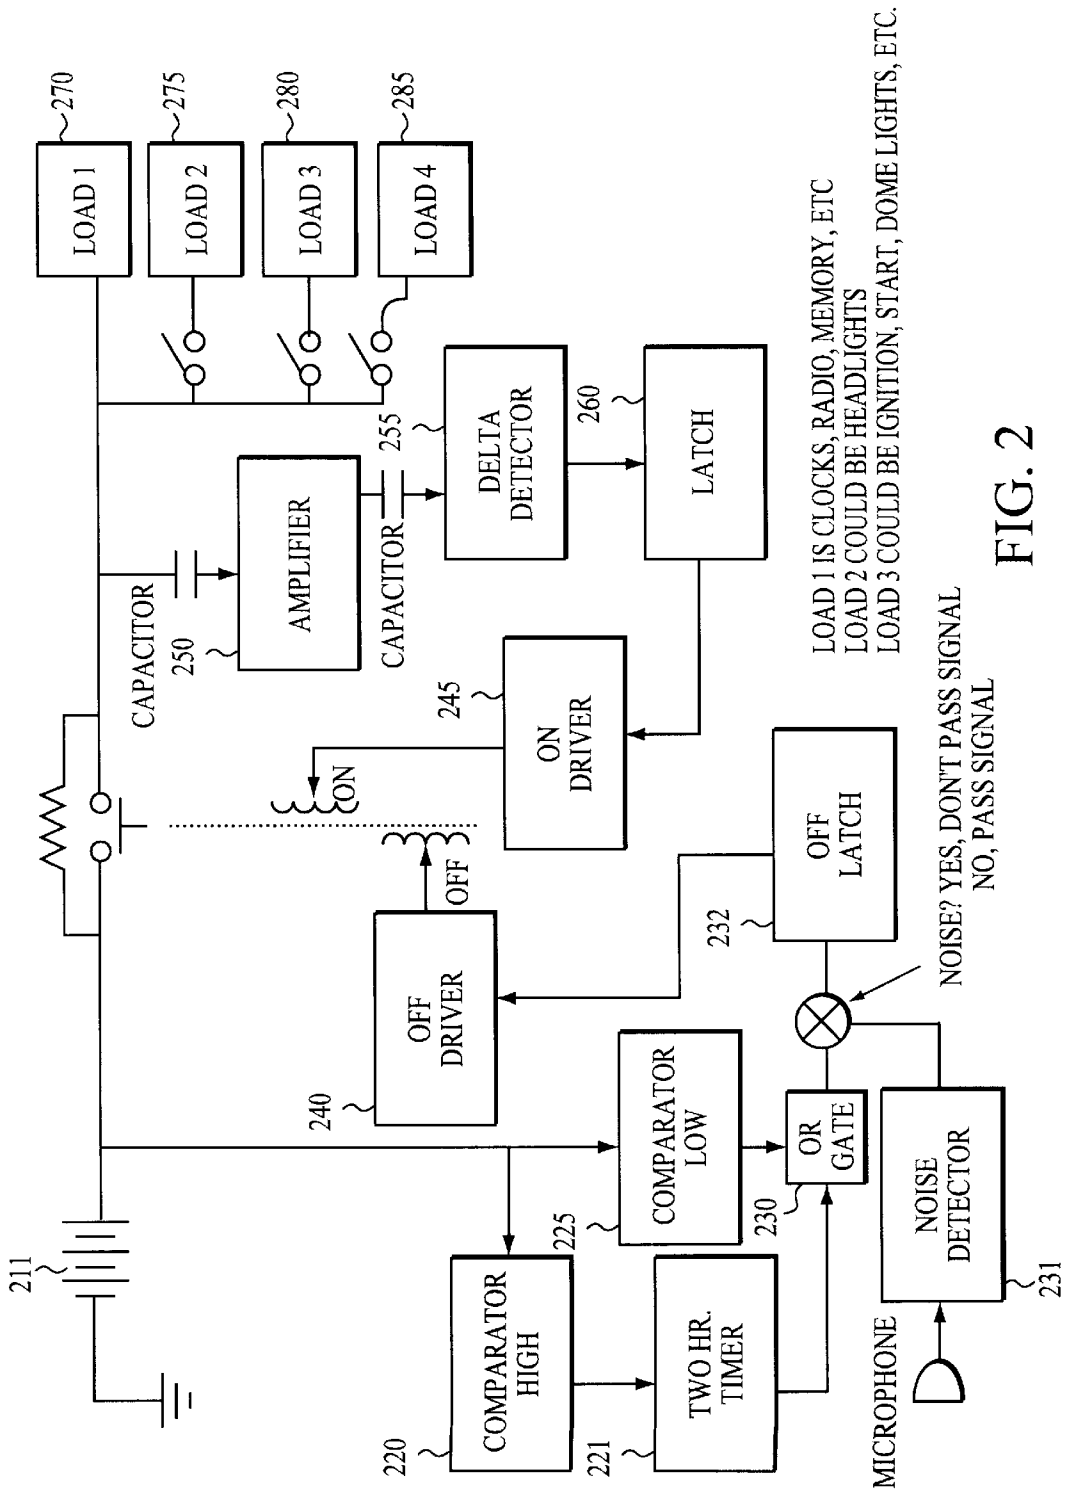 211
CAPACITOR
250
AMPLIFIER
CAPACITOR
255
DELTA
DETECTOR
260
LATCH
LOAD 1
270
LOAD 2
275
LOAD 3
280
LOAD 4
285
ON
245
ON
DRIVER
OFF
240
OFF
DRIVER
232
OFF
LATCH
225
COMPARATOR
LOW
220
COMPARATOR
HIGH
221
TWO HR.
TIMER
230
OR
GATE
MICROPHONE
NOISE
DETECTOR
231
NOISE? YES, DON'T PASS SIGNAL
NO, PASS SIGNAL
LOAD 1 IS CLOCKS, RADIO, MEMORY, ETC
LOAD 2 COULD BE HEADLIGHTS
LOAD 3 COULD BE IGNITION, START, DOME LIGHTS, ETC.
FIG. 2